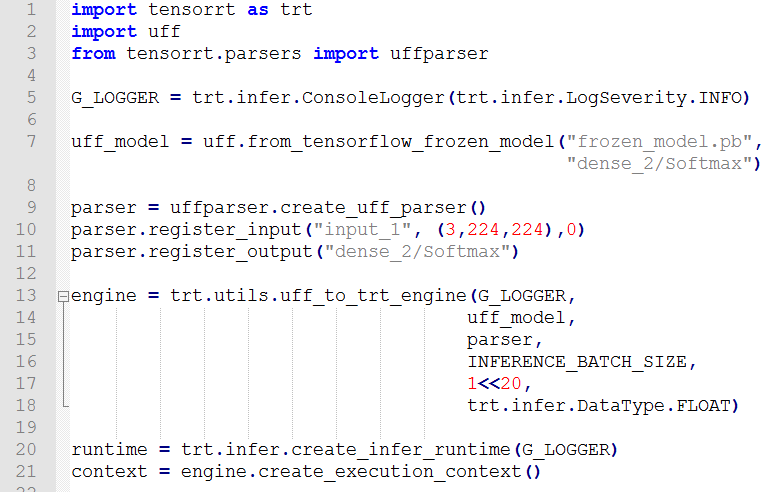 1 import tensorrt as trt
2 import uff
3 from tensorrt.parsers import uffparser
4
5 G_LOGGER = trt.infer.ConsoleLogger(trt.infer.LogSeverity.INFO)
6
7 uff_model = uff.from_tensorflow_frozen_model("frozen_model.pb",
"dense_2/Softmax")
8
9 parser = uffparser.create_uff_parser()
10 parser.register_input("input_1", (3,224,224),0)
11 parser.register_output("dense_2/Softmax")
12
13 engine = trt.utils.uff_to_trt_engine(G_LOGGER,
14 uff_model,
15 parser,
16 INFERENCE_BATCH_SIZE,
17 1<<20,
18 trt.infer.DataType.FLOAT)
19
20 runtime = trt.infer.create_infer_runtime(G_LOGGER)
21 context = engine.create_execution_context()